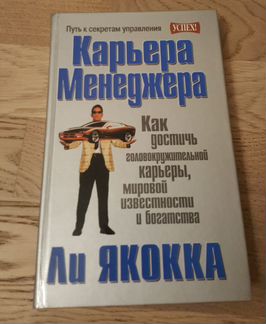 Путь к секретам управления УСПЕХ!
Карьера
Менеджера
Как
достичь
головокружительной
карьеры,
мировой
известности
и богатства
Ли ЯКОККА